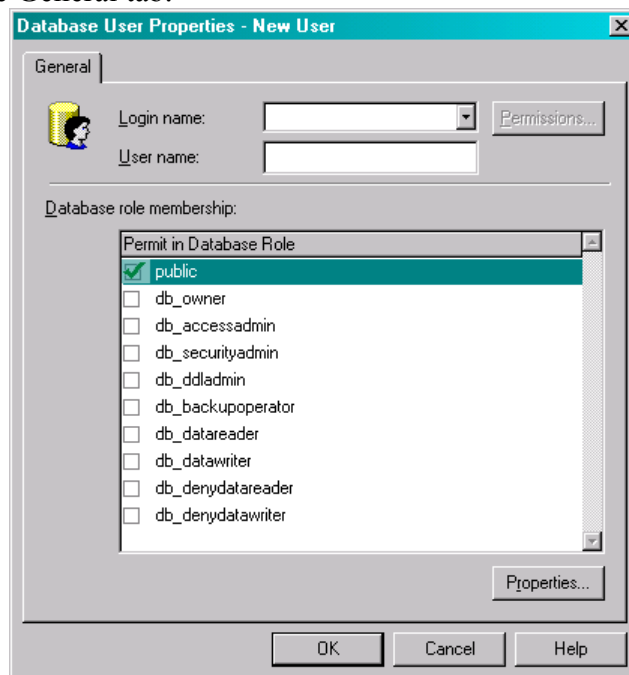 General tab.
Database User Properties - New User
General
Login name:
Permissions...
User name:
Database role membership:
Permit in Database Role
public
db_owner
db_accessadmin
db_securityadmin
db_ddladmin
db_backupoperator
db_datareader
db_datawriter
db_denydatareader
db_denydatawriter
Properties...
OK Cancel Help